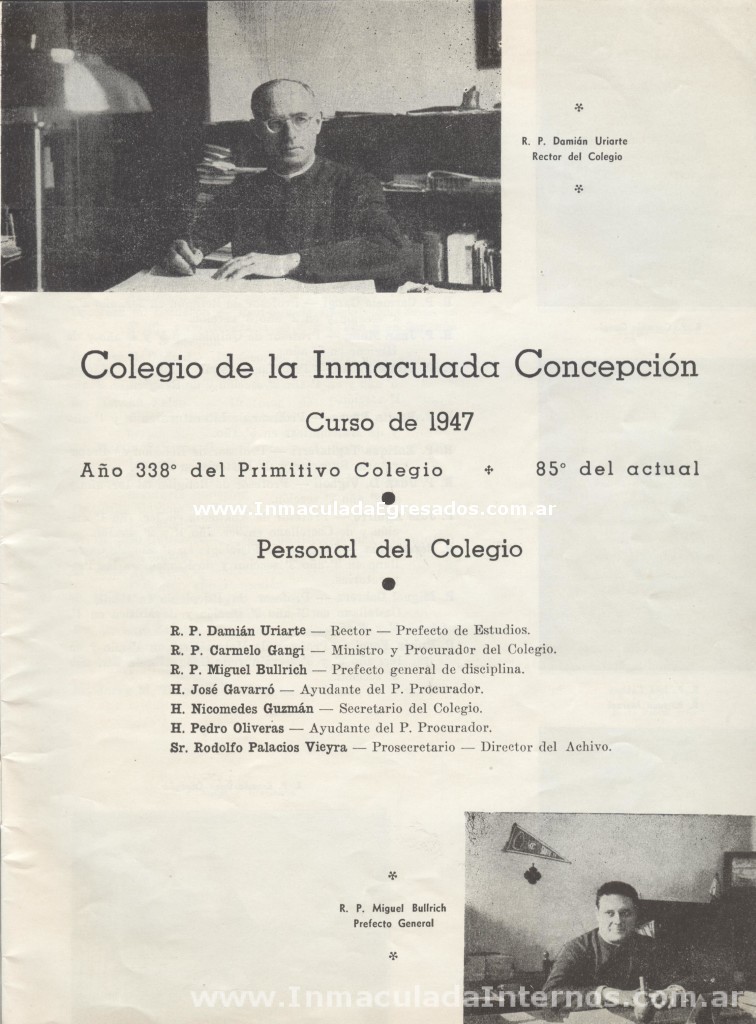 R. P. Damián Uriarte
Rector del Colegio
Colegio de la Inmaculada Concepción
Curso de 1947
Año 338° del Primitivo Colegio ✢ 85° del actual
www.InmaculadaEgresados.com.ar
Personal del Colegio
R. P. Damián Uriarte — Rector — Prefecto de Estudios.
R. P. Carmelo Gangi — Ministro y Procurador del Colegio.
R. P. Miguel Bullrich — Prefecto general de disciplina.
H. José Gavarró — Ayudante del P. Procurador.
H. Nicomedes Guzmán — Secretario del Colegio.
H. Pedro Oliveras — Ayudante del P. Procurador.
Sr. Rodolfo Palacios Vieyra — Prosecretario — Director del Achivo.
R. P. Miguel Bullrich
Prefecto General
www.InmaculadaInternos.com.ar